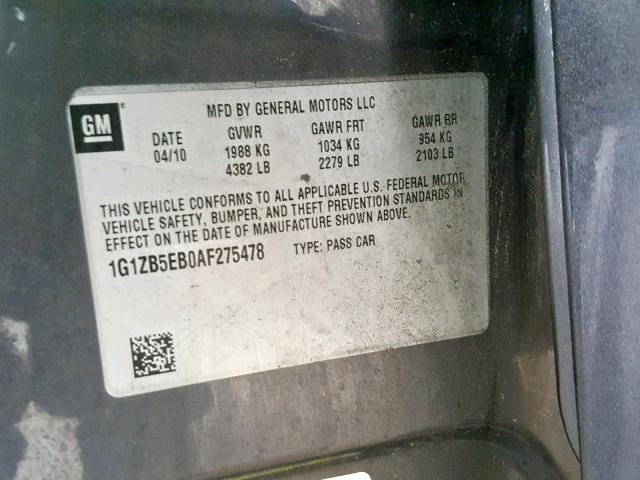 GM
MFD BY GENERAL MOTORS LLC
DATE GVWR GAWR FRT GAWR RR
04/10 1988 KG 1034 KG 954 KG
4382 LB 2279 LB 2103 LB
THIS VEHICLE CONFORMS TO ALL APPLICABLE U.S. FEDERAL MOTOR
VEHICLE SAFETY, BUMPER, AND THEFT PREVENTION STANDARDS IN
EFFECT ON THE DATE OF MANUFACTURE SHOWN ABOVE.
1G1ZB5EB0AF275478 TYPE: PASS CAR